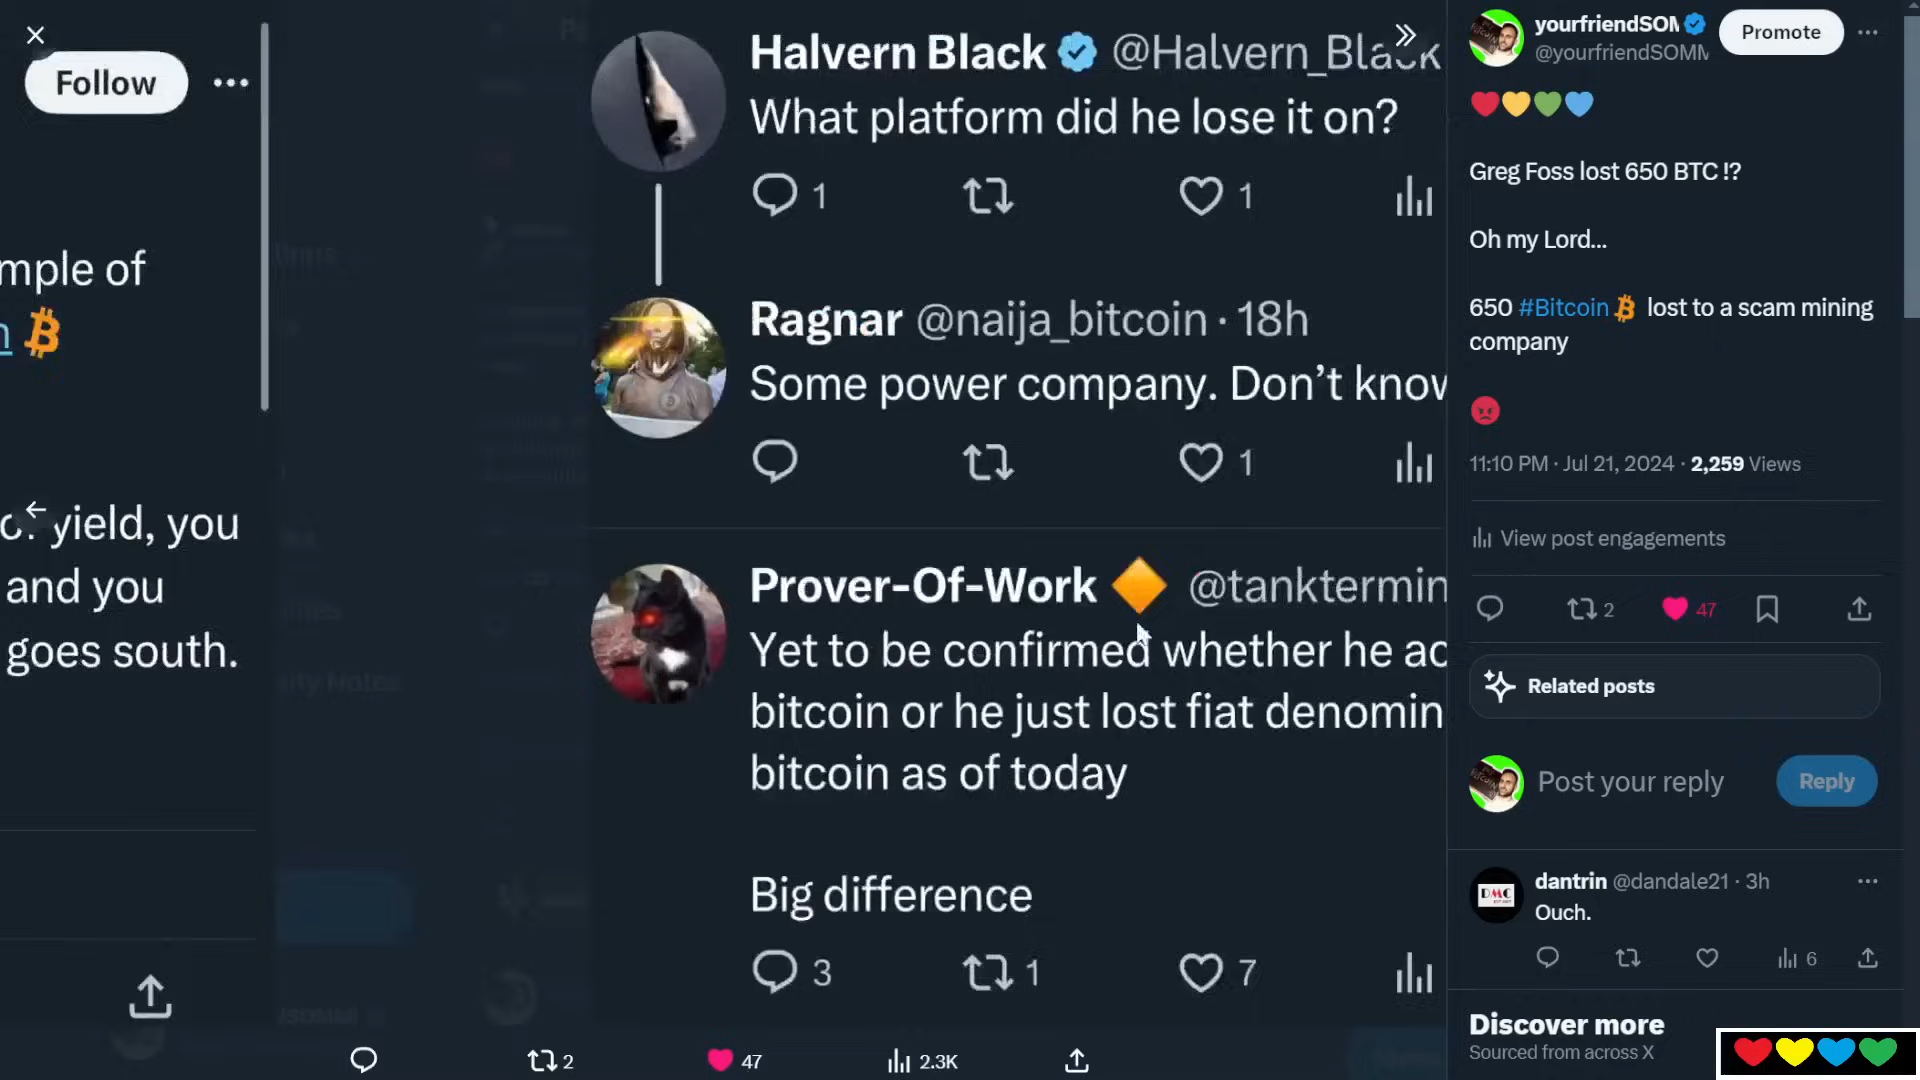 Follow
mple of
yield, you
and you
goes south.
Halvern Black @Halvern_Black
What platform did he lose it on?
1
1
Ragnar @naija_bitcoin · 18h
Some power company. Don't know
1
Prover-Of-Work 🔶 @tanktermin
Yet to be confirmed whether he ac
bitcoin or he just lost fiat denomin
bitcoin as of today
Big difference
3
1
7
2
47
2.3K
yourfriendSOM
@yourfriendSOMM
Promote
❤️💛💚💙
Greg Foss lost 650 BTC !?
Oh my Lord...
650 #Bitcoin lost to a scam mining
company
😡
11:10 PM · Jul 21, 2024 · 2,259 Views
View post engagements
2
47
Related posts
Post your reply
Reply
dantrin @dandale21 · 3h
Ouch.
6
Discover more
Sourced from across X